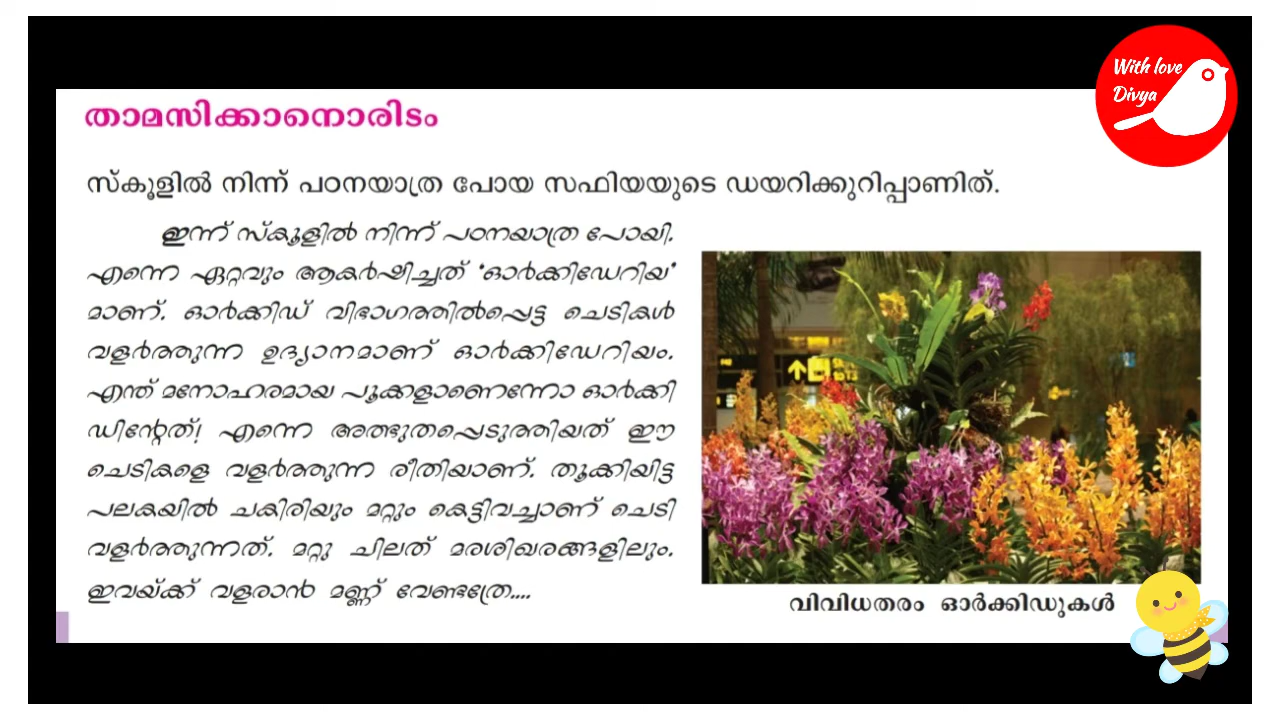 With love
Divya
താമസിക്കാനൊരിടം
സ്കൂളിൽ നിന്ന് പഠനയാത്ര പോയ സഫിയയുടെ ഡയറിക്കുറിപ്പാണിത്.
ഇന്ന് സ്കൂളിൽ നിന്ന് പഠനയാത്ര പോയി.
എന്നെ ഏറ്റവും ആകർഷിച്ചത് ‘ഓർക്കിഡേറിയ’
മാണ്. ഓർക്കിഡ് വിഭാഗത്തിൽപ്പെട്ട ചെടികൾ
വളർത്തുന്ന ഉദ്യാനമാണ് ഓർക്കിഡേറിയം.
എന്ത് മനോഹരമായ പൂക്കളാണെന്നോ ഓർക്കി
ഡിന്റേത്! എന്നെ അത്ഭുതപ്പെടുത്തിയത് ഈ
ചെടികളെ വളർത്തുന്ന രീതിയാണ്. തൂക്കിയിട്ട
പലകയിൽ ചകിരിയും മറ്റും കെട്ടിവച്ചാണ് ചെടി
വളർത്തുന്നത്. മറ്റു ചിലത് മരശിഖരങ്ങളിലും.
ഇവയ്ക്ക് വളരാൻ മണ്ണ് വേണ്ടത്രേ....
വിവിധതരം ഓർക്കിഡുകൾ